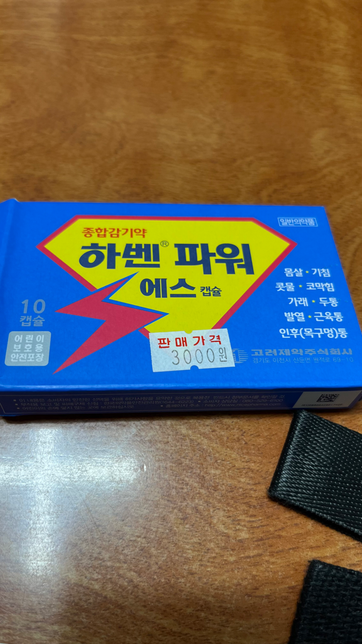 일반의약품
종합감기약
하벤® 파워
에스 캡슐
몸살 · 기침
콧물 · 코막힘
가래 · 두통
발열 · 근육통
인후(목구멍)통
10
캡슐
어린이
보호용
안전포장
판매가격
3000원
고려제약주식회사